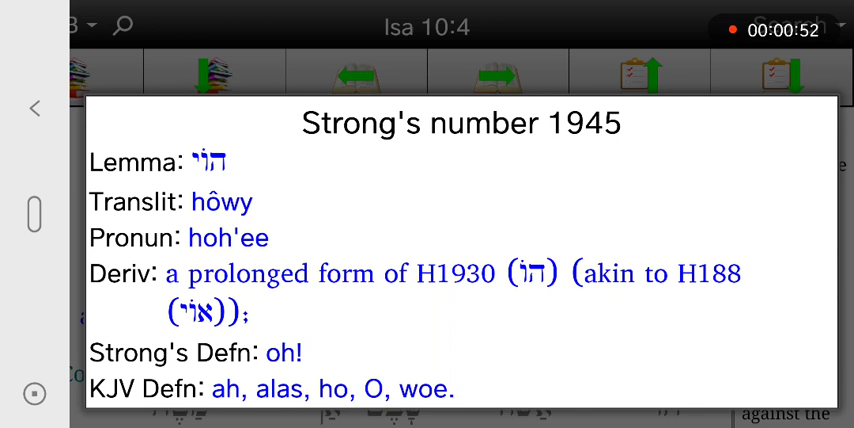 B
Isa 10:4
Search
00:00:52
Strong's number 1945
Lemma: הוֹי
Translit: hôwy
Pronun: hoh'ee
Deriv: a prolonged form of H1930 (הוֹ) (akin to H188
(אוֹי));
Strong's Defn: oh!
KJV Defn: ah, alas, ho, O, woe.
against the